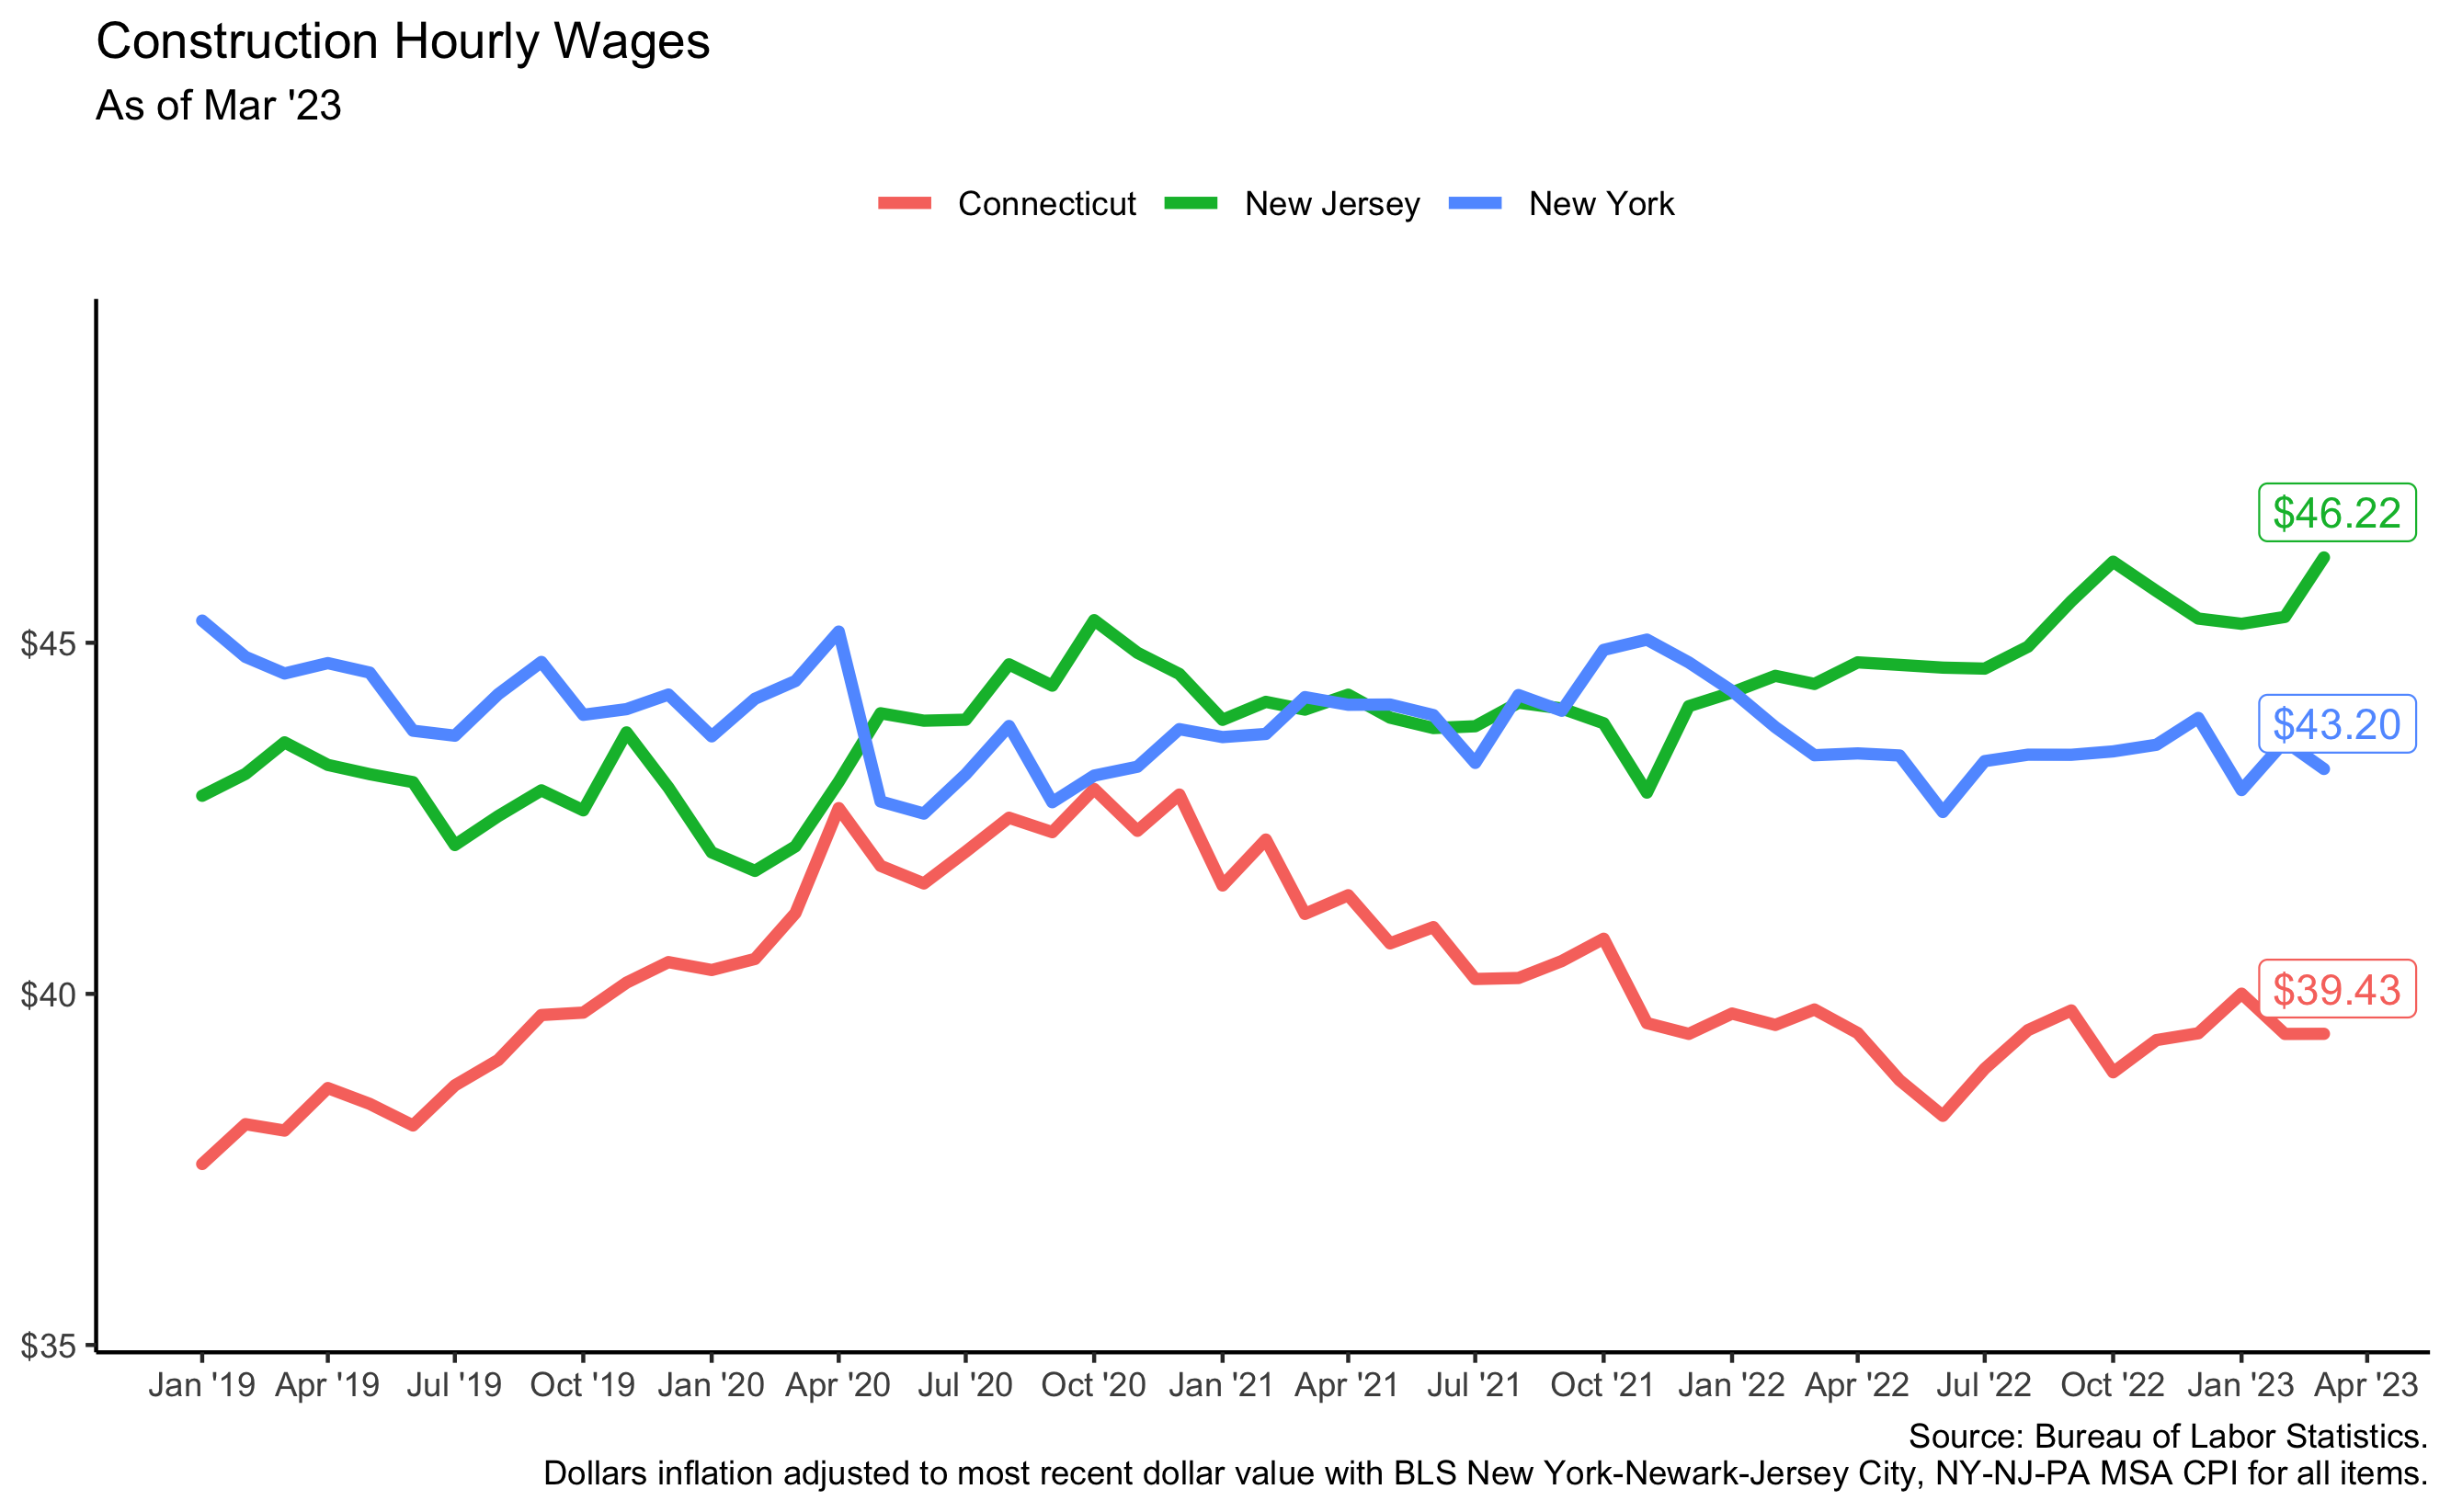 Construction Hourly Wages
As of Mar '23
Connecticut New Jersey New York
$46.22
$45
$43.20
$40
$39.43
$35
Jan '19 Apr '19 Jul '19 Oct '19 Jan '20 Apr '20 Jul '20 Oct '20 Jan '21 Apr '21 Jul '21 Oct '21 Jan '22 Apr '22 Jul '22 Oct '22 Jan '23 Apr '23
Source: Bureau of Labor Statistics.
Dollars inflation adjusted to most recent dollar value with BLS New York-Newark-Jersey City, NY-NJ-PA MSA CPI for all items.